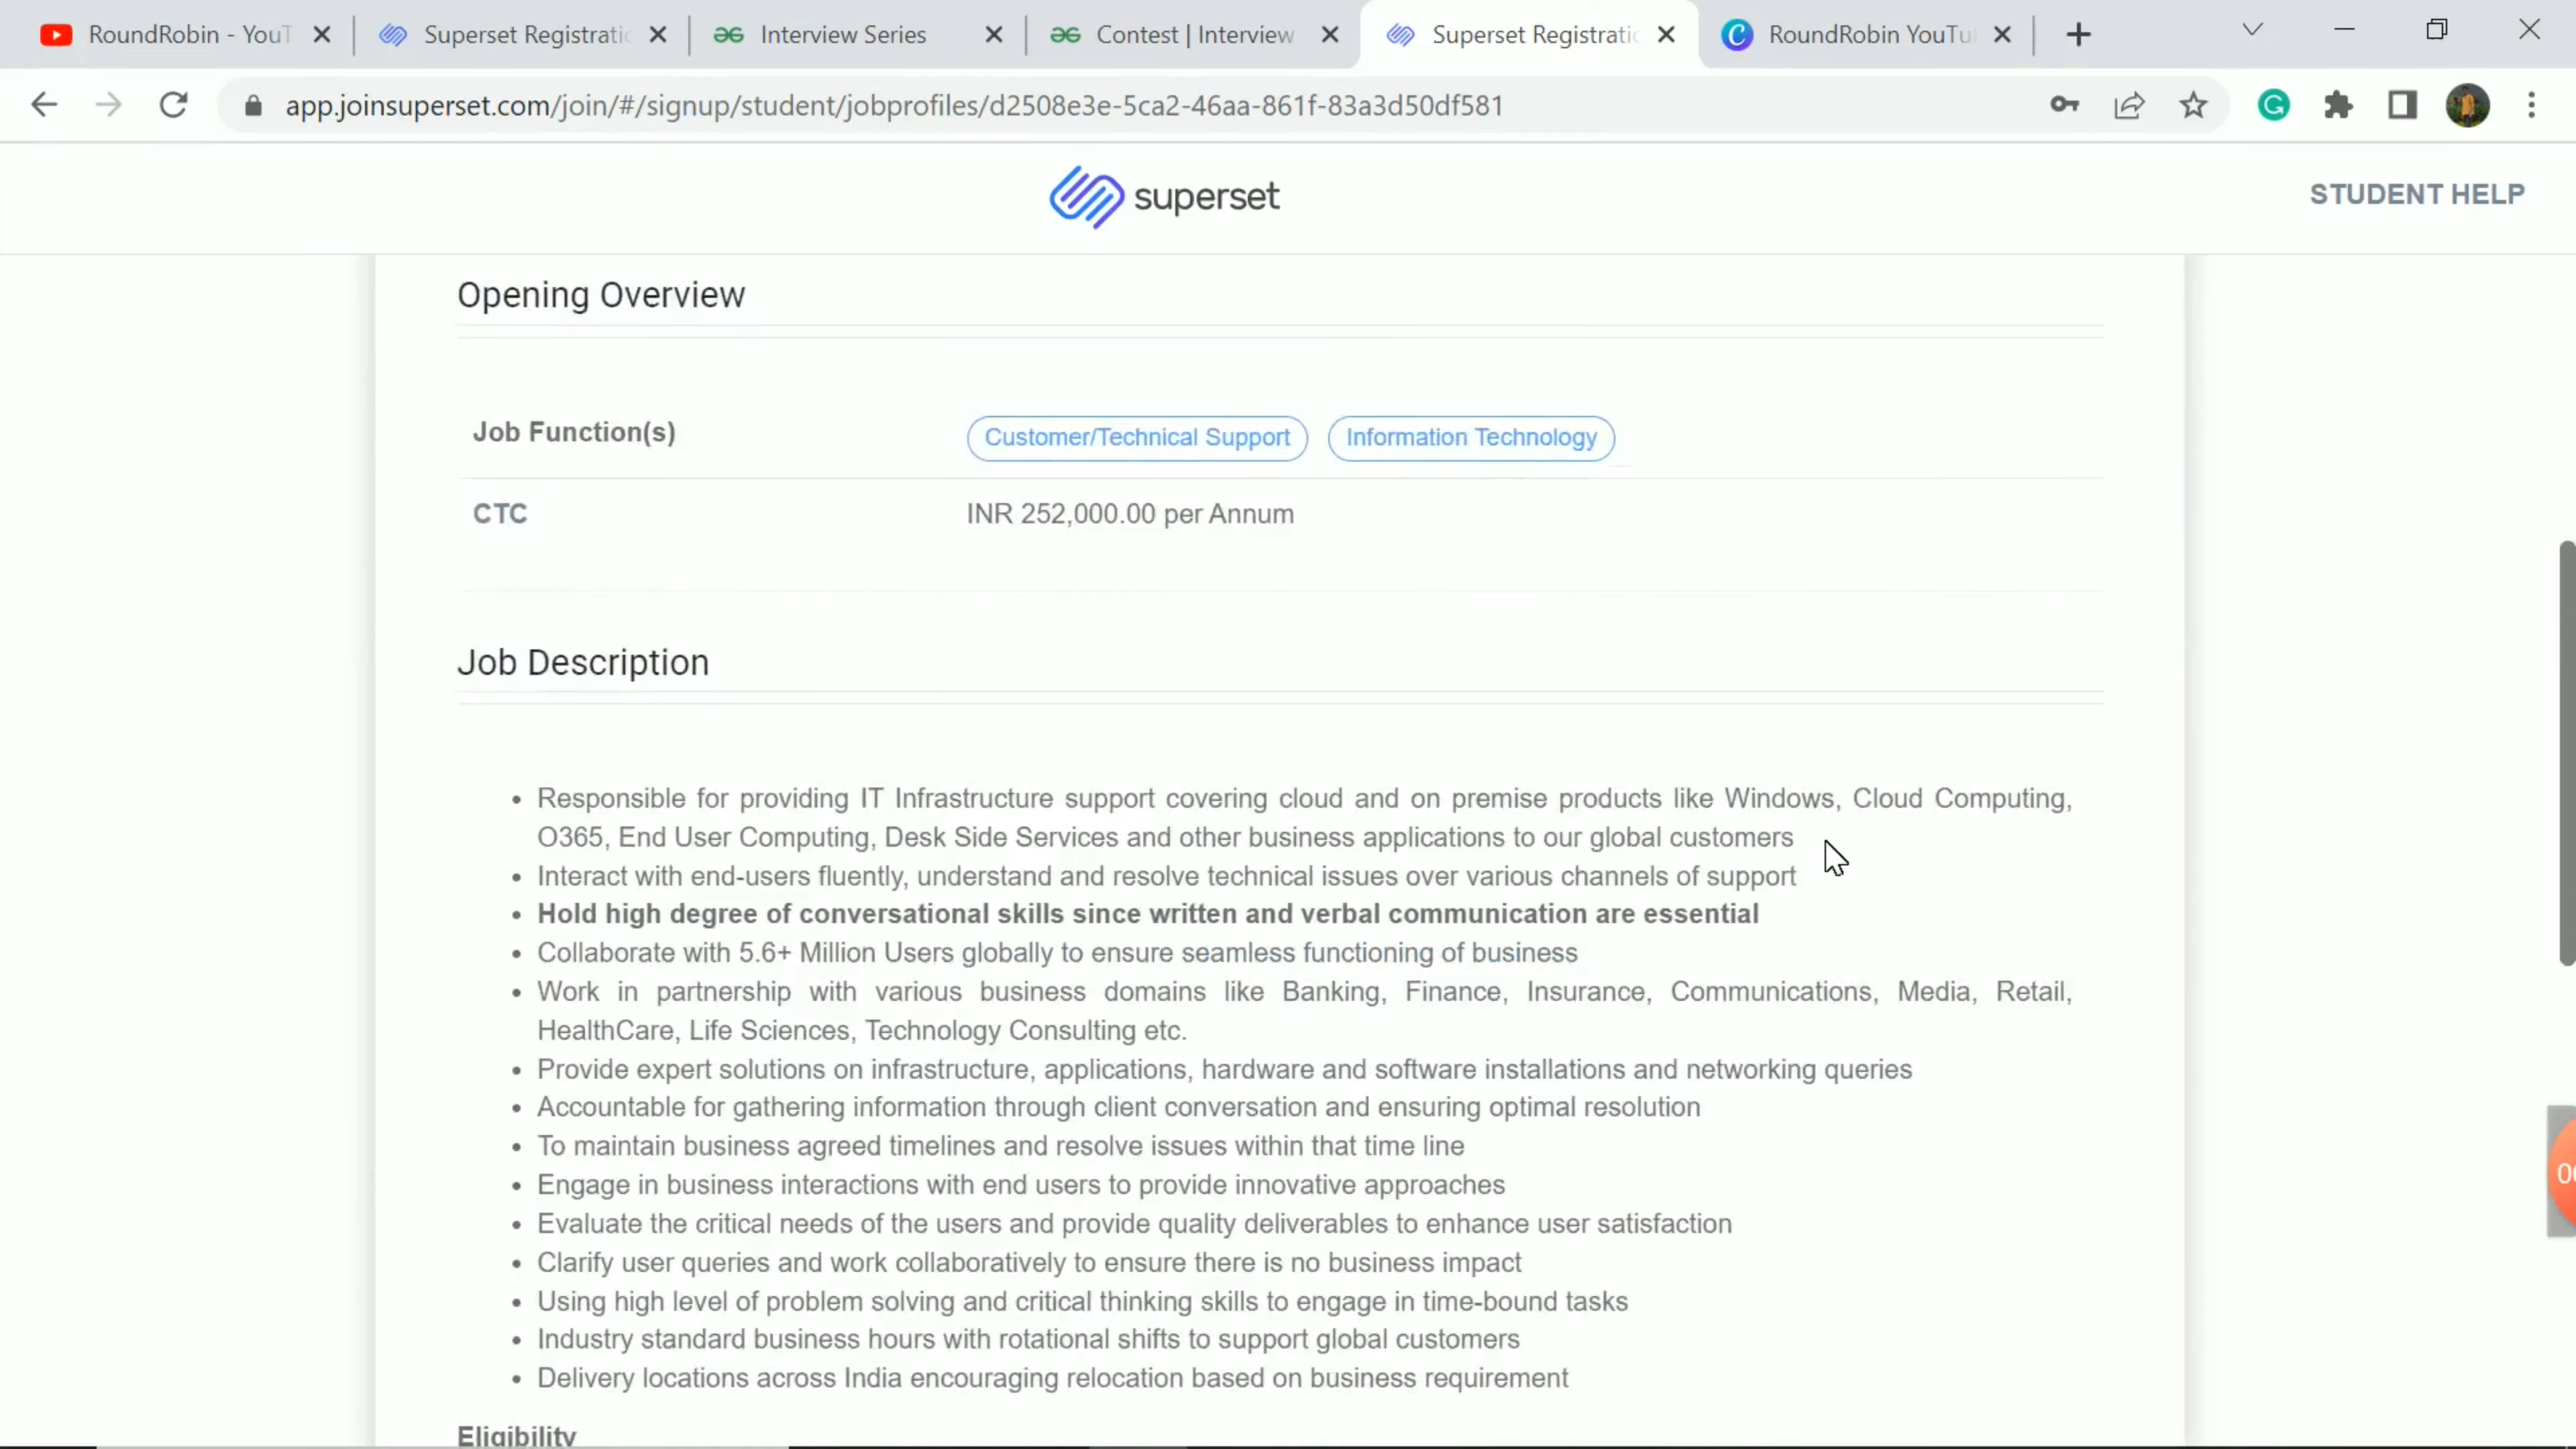 RoundRobin - YouT
Superset Registratio
Interview Series
Contest | Interview
Superset Registratio
RoundRobin YouTu
app.joinsuperset.com/join/#/signup/student/jobprofiles/d2508e3e-5ca2-46aa-861f-83a3d50df581
superset
STUDENT HELP
Opening Overview
Job Function(s)
Customer/Technical Support
Information Technology
CTC
INR 252,000.00 per Annum
Job Description
• Responsible for providing IT Infrastructure support covering cloud and on premise products like Windows, Cloud Computing,
O365, End User Computing, Desk Side Services and other business applications to our global customers
• Interact with end-users fluently, understand and resolve technical issues over various channels of support
• Hold high degree of conversational skills since written and verbal communication are essential
• Collaborate with 5.6+ Million Users globally to ensure seamless functioning of business
• Work in partnership with various business domains like Banking, Finance, Insurance, Communications, Media, Retail,
HealthCare, Life Sciences, Technology Consulting etc.
• Provide expert solutions on infrastructure, applications, hardware and software installations and networking queries
• Accountable for gathering information through client conversation and ensuring optimal resolution
• To maintain business agreed timelines and resolve issues within that time line
• Engage in business interactions with end users to provide innovative approaches
• Evaluate the critical needs of the users and provide quality deliverables to enhance user satisfaction
• Clarify user queries and work collaboratively to ensure there is no business impact
• Using high level of problem solving and critical thinking skills to engage in time-bound tasks
• Industry standard business hours with rotational shifts to support global customers
• Delivery locations across India encouraging relocation based on business requirement
Eligibility